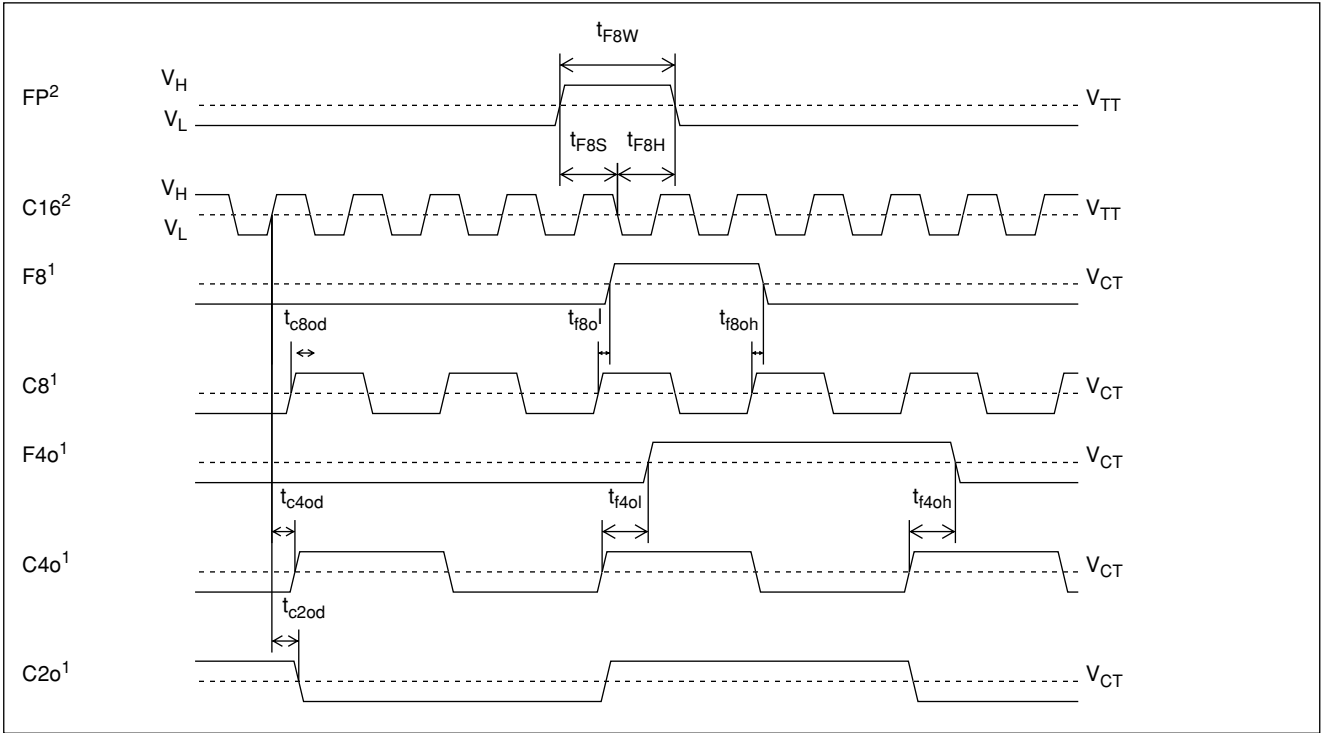 tF8W
VH
FP2
VTT
VL
tF8S tF8H
VH
C162
VTT
VL
F81
VCT
tc8od tf8ol tf8oh
C81
VCT
F4o1
VCT
tc4od tf4ol tf4oh
C4o1
VCT
tc2od
C2o1
VCT